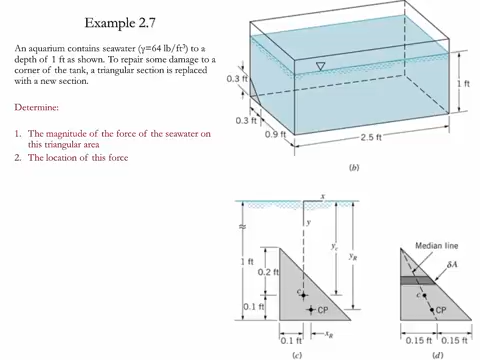 Example 2.7
An aquarium contains seawater (γ=64 lb/ft³) to a
depth of 1 ft as shown. To repair some damage to a
corner of the tank, a triangular section is replaced
with a new section.
Determine:
1. The magnitude of the force of the seawater on
this triangular area
2. The location of this force
0.3 ft
1 ft
0.3 ft
0.9 ft
2.5 ft
(b)
x
y
y_c
y_R
1 ft
0.2 ft
c
0.1 ft
CP
0.1 ft
x_R
(c)
Median line
δA
c
CP
0.15 ft
0.15 ft
(d)